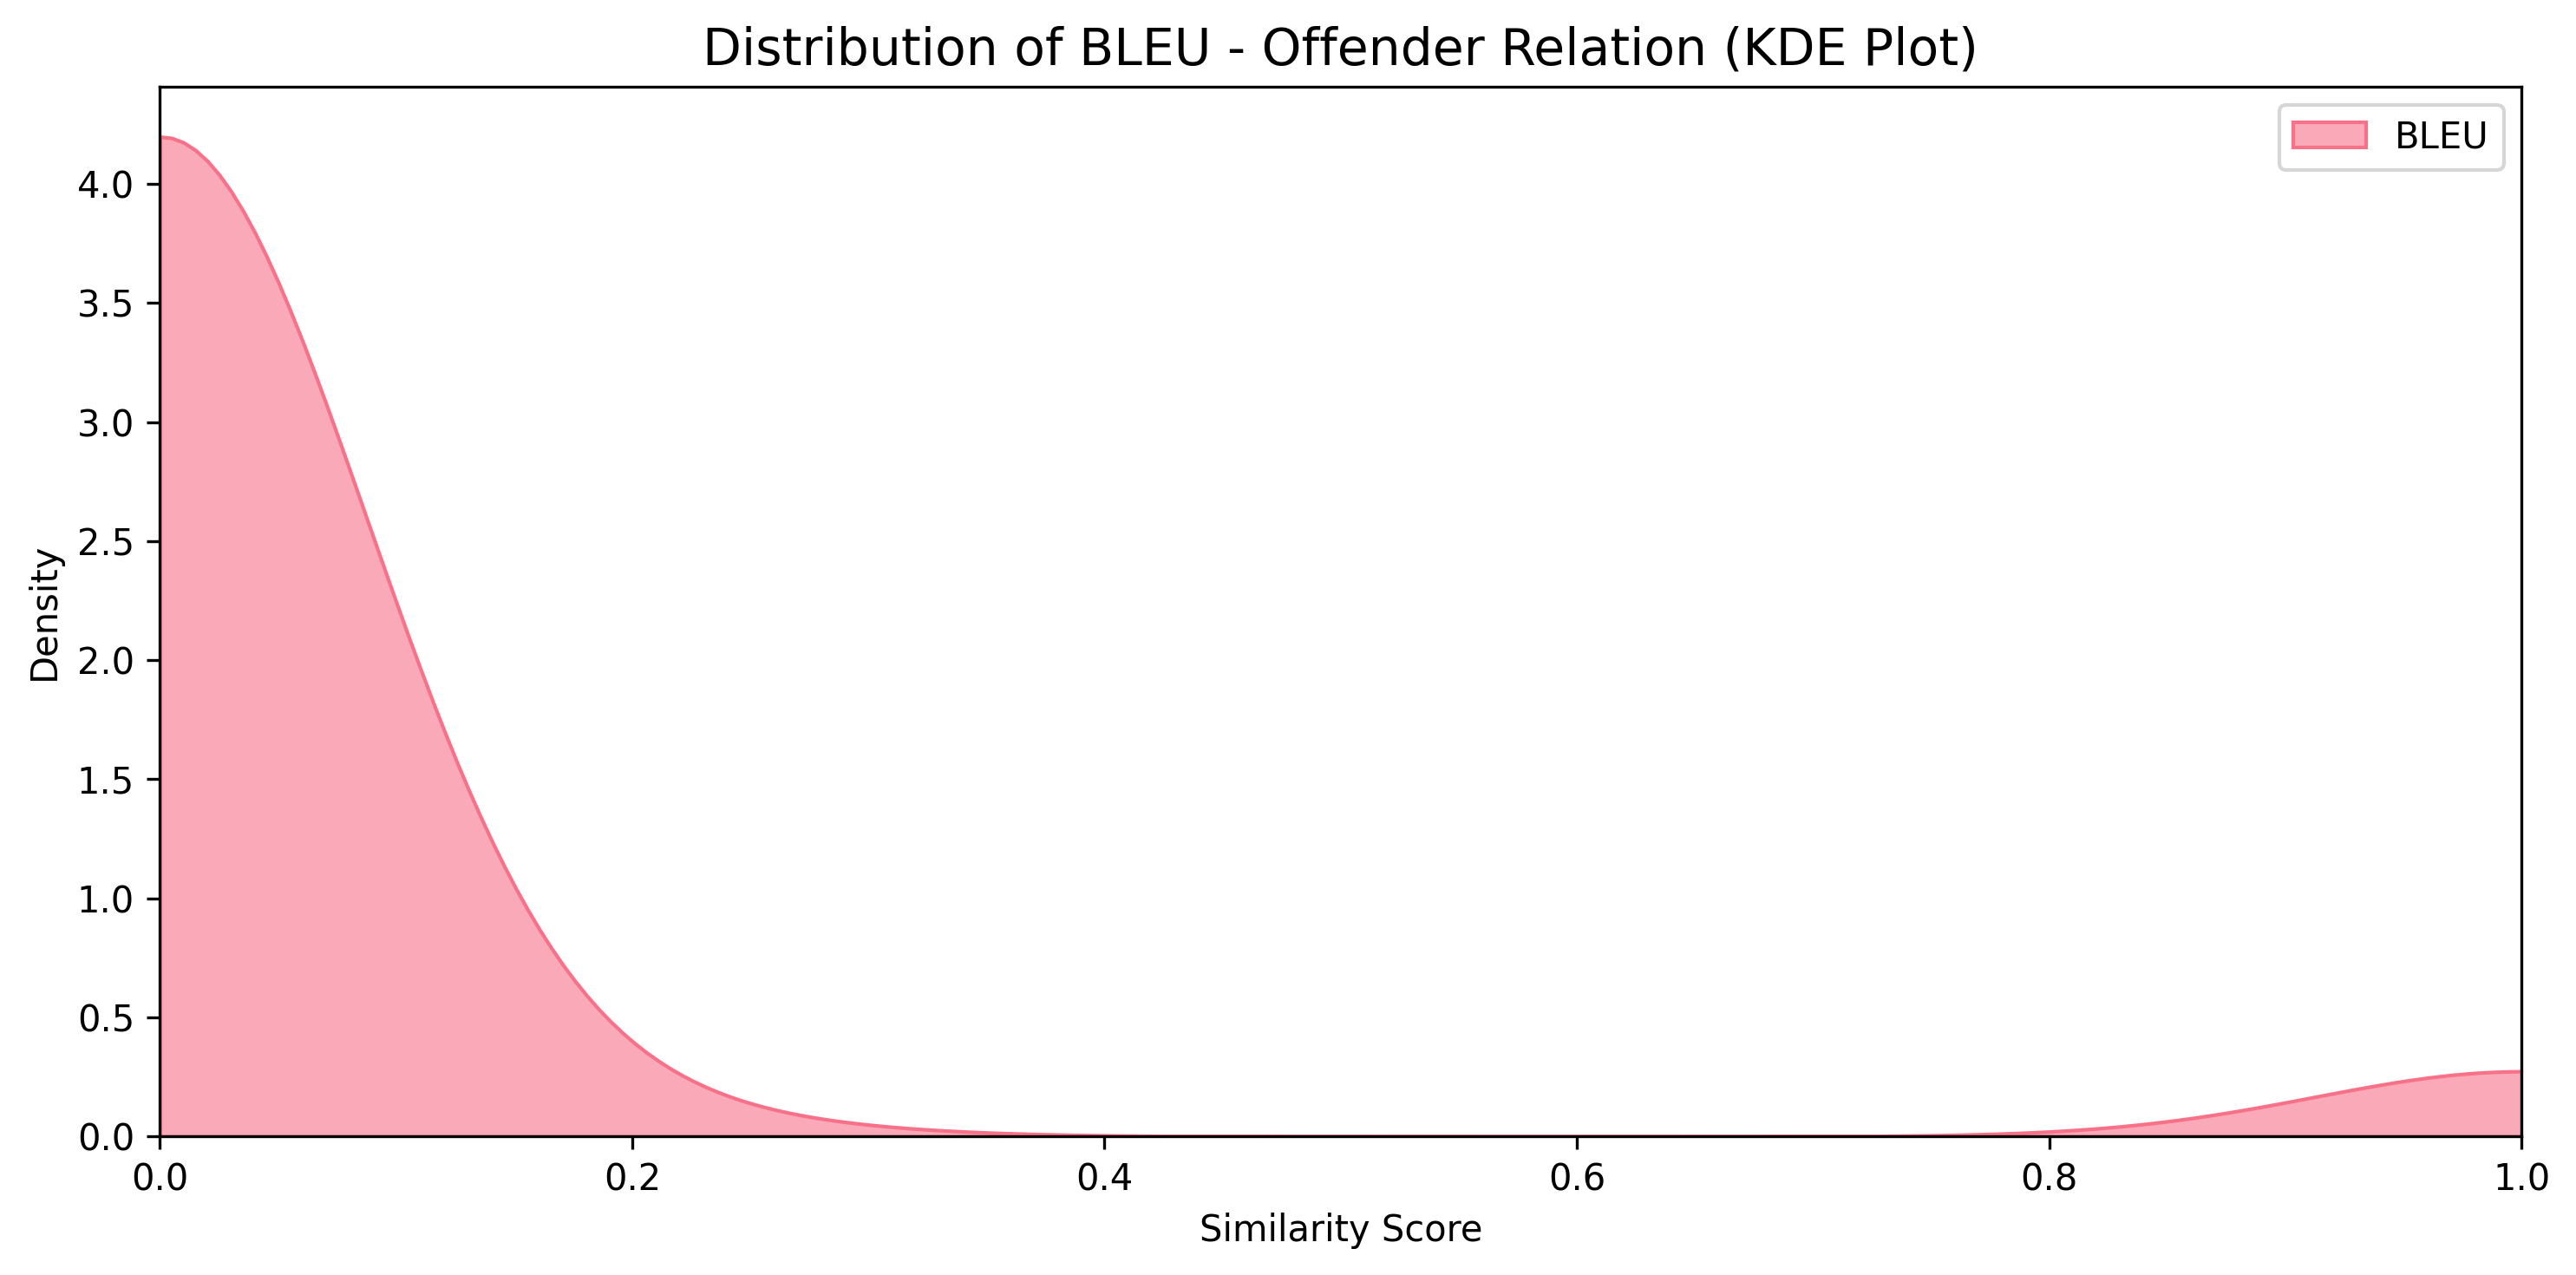 Distribution of BLEU - Offender Relation (KDE Plot)
BLEU
Density
4.0
3.5
3.0
2.5
2.0
1.5
1.0
0.5
0.0
0.0 0.2 0.4 0.6 0.8 1.0
Similarity Score